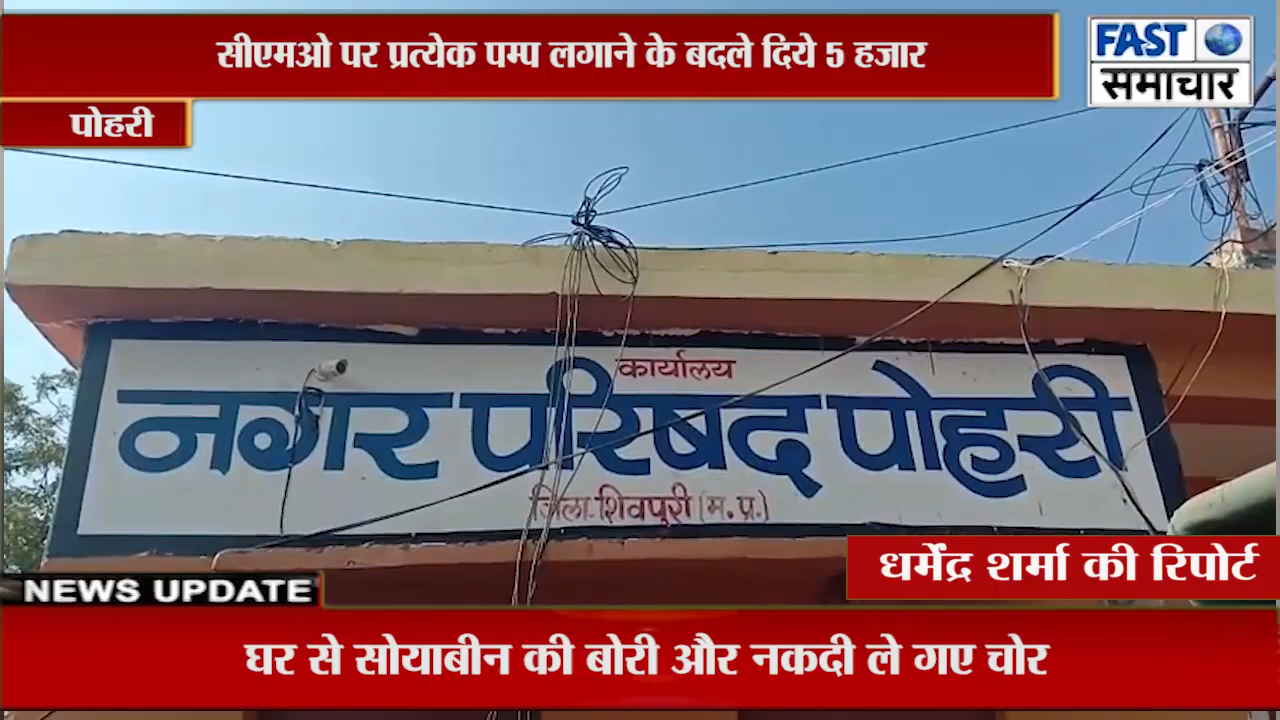 सीएमओ पर प्रत्येक पम्प लगाने के बदले दिये 5 हजार
FAST
समाचार
पोहरी
कार्यालय
नगर परिषद पोहरी
जिला-शिवपुरी (म.प्र.)
धर्मेंद्र शर्मा की रिपोर्ट
NEWS UPDATE
घर से सोयाबीन की बोरी और नकदी ले गए चोर